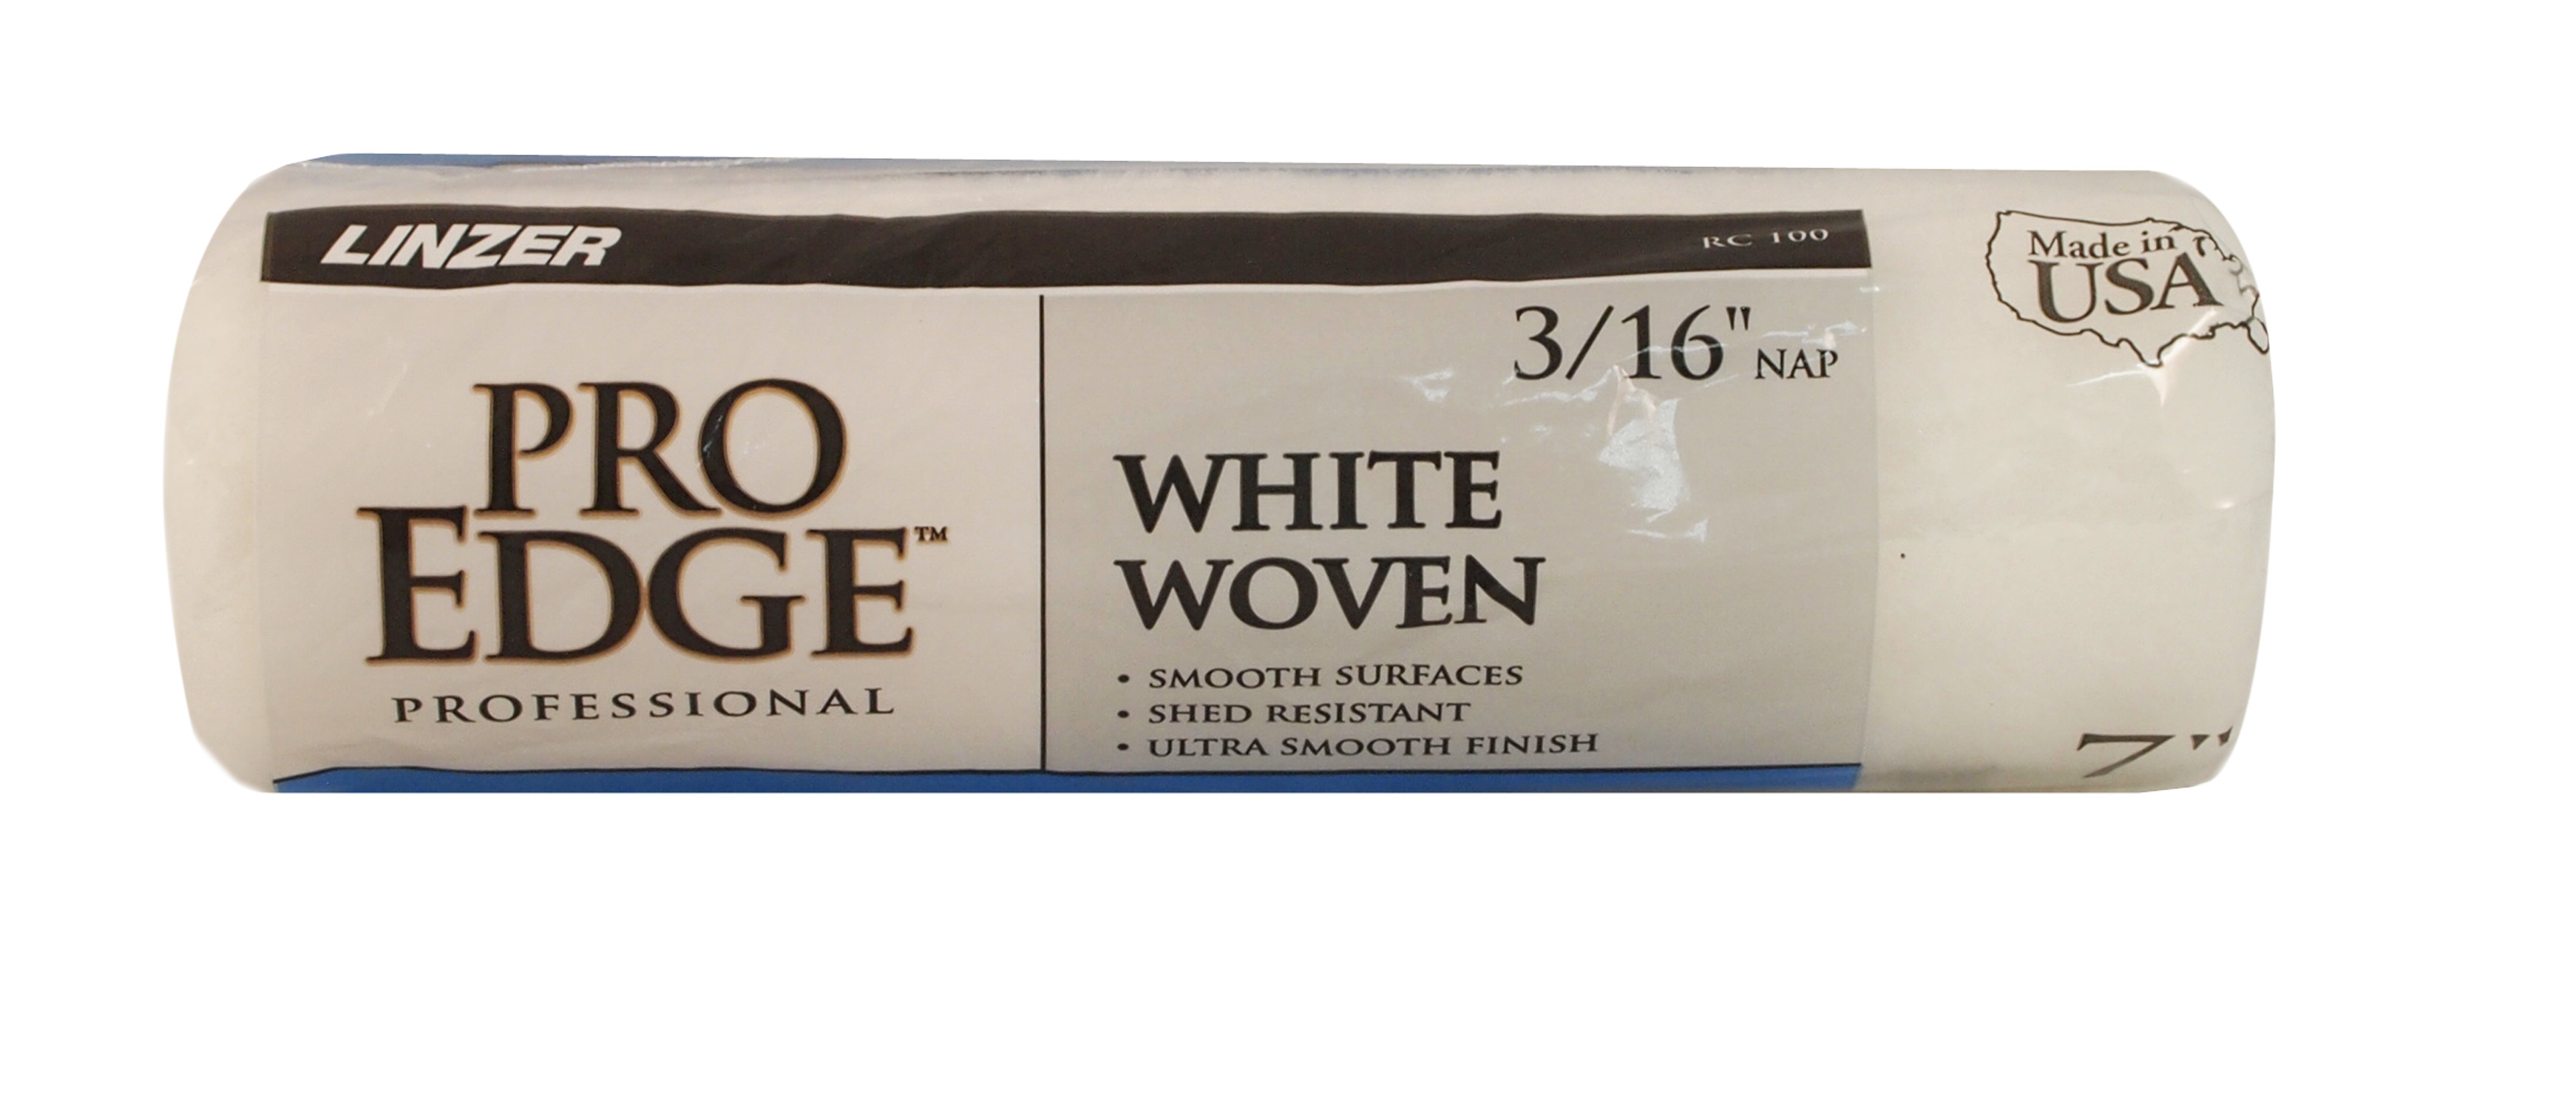 LINZER
RC 100
Made in
USA
3/16" NAP
PRO
EDGE™
PROFESSIONAL
WHITE
WOVEN
• SMOOTH SURFACES
• SHED RESISTANT
• ULTRA SMOOTH FINISH
7"